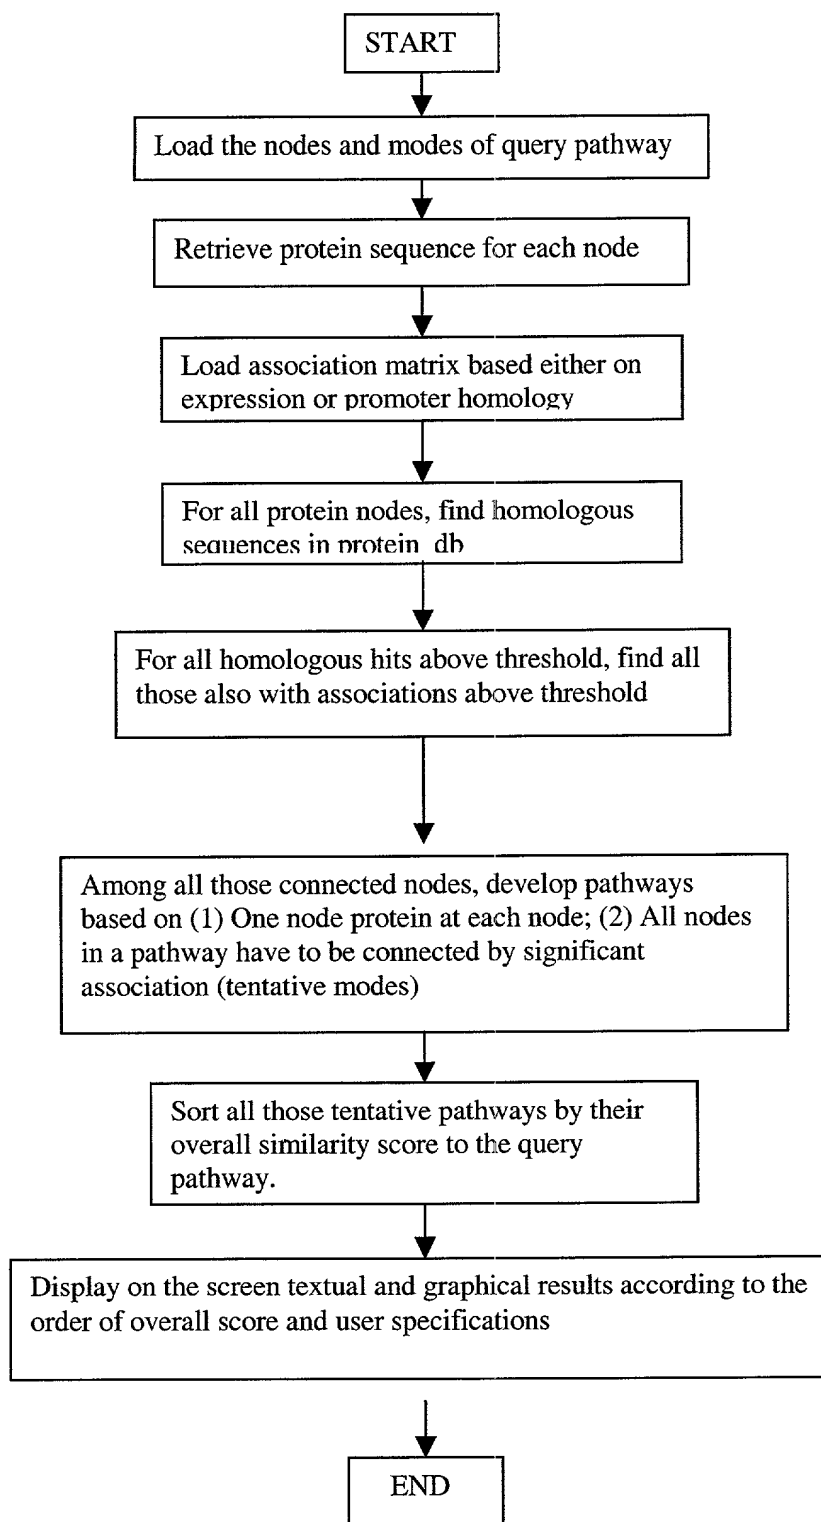 START
Load the nodes and modes of query pathway
Retrieve protein sequence for each node
Load association matrix based either on
expression or promoter homology
For all protein nodes, find homologous
sequences in protein_db
For all homologous hits above threshold, find all
those also with associations above threshold
Among all those connected nodes, develop pathways
based on (1) One node protein at each node; (2) All nodes
in a pathway have to be connected by significant
association (tentative modes)
Sort all those tentative pathways by their
overall similarity score to the query
pathway.
Display on the screen textual and graphical results according to the
order of overall score and user specifications
END